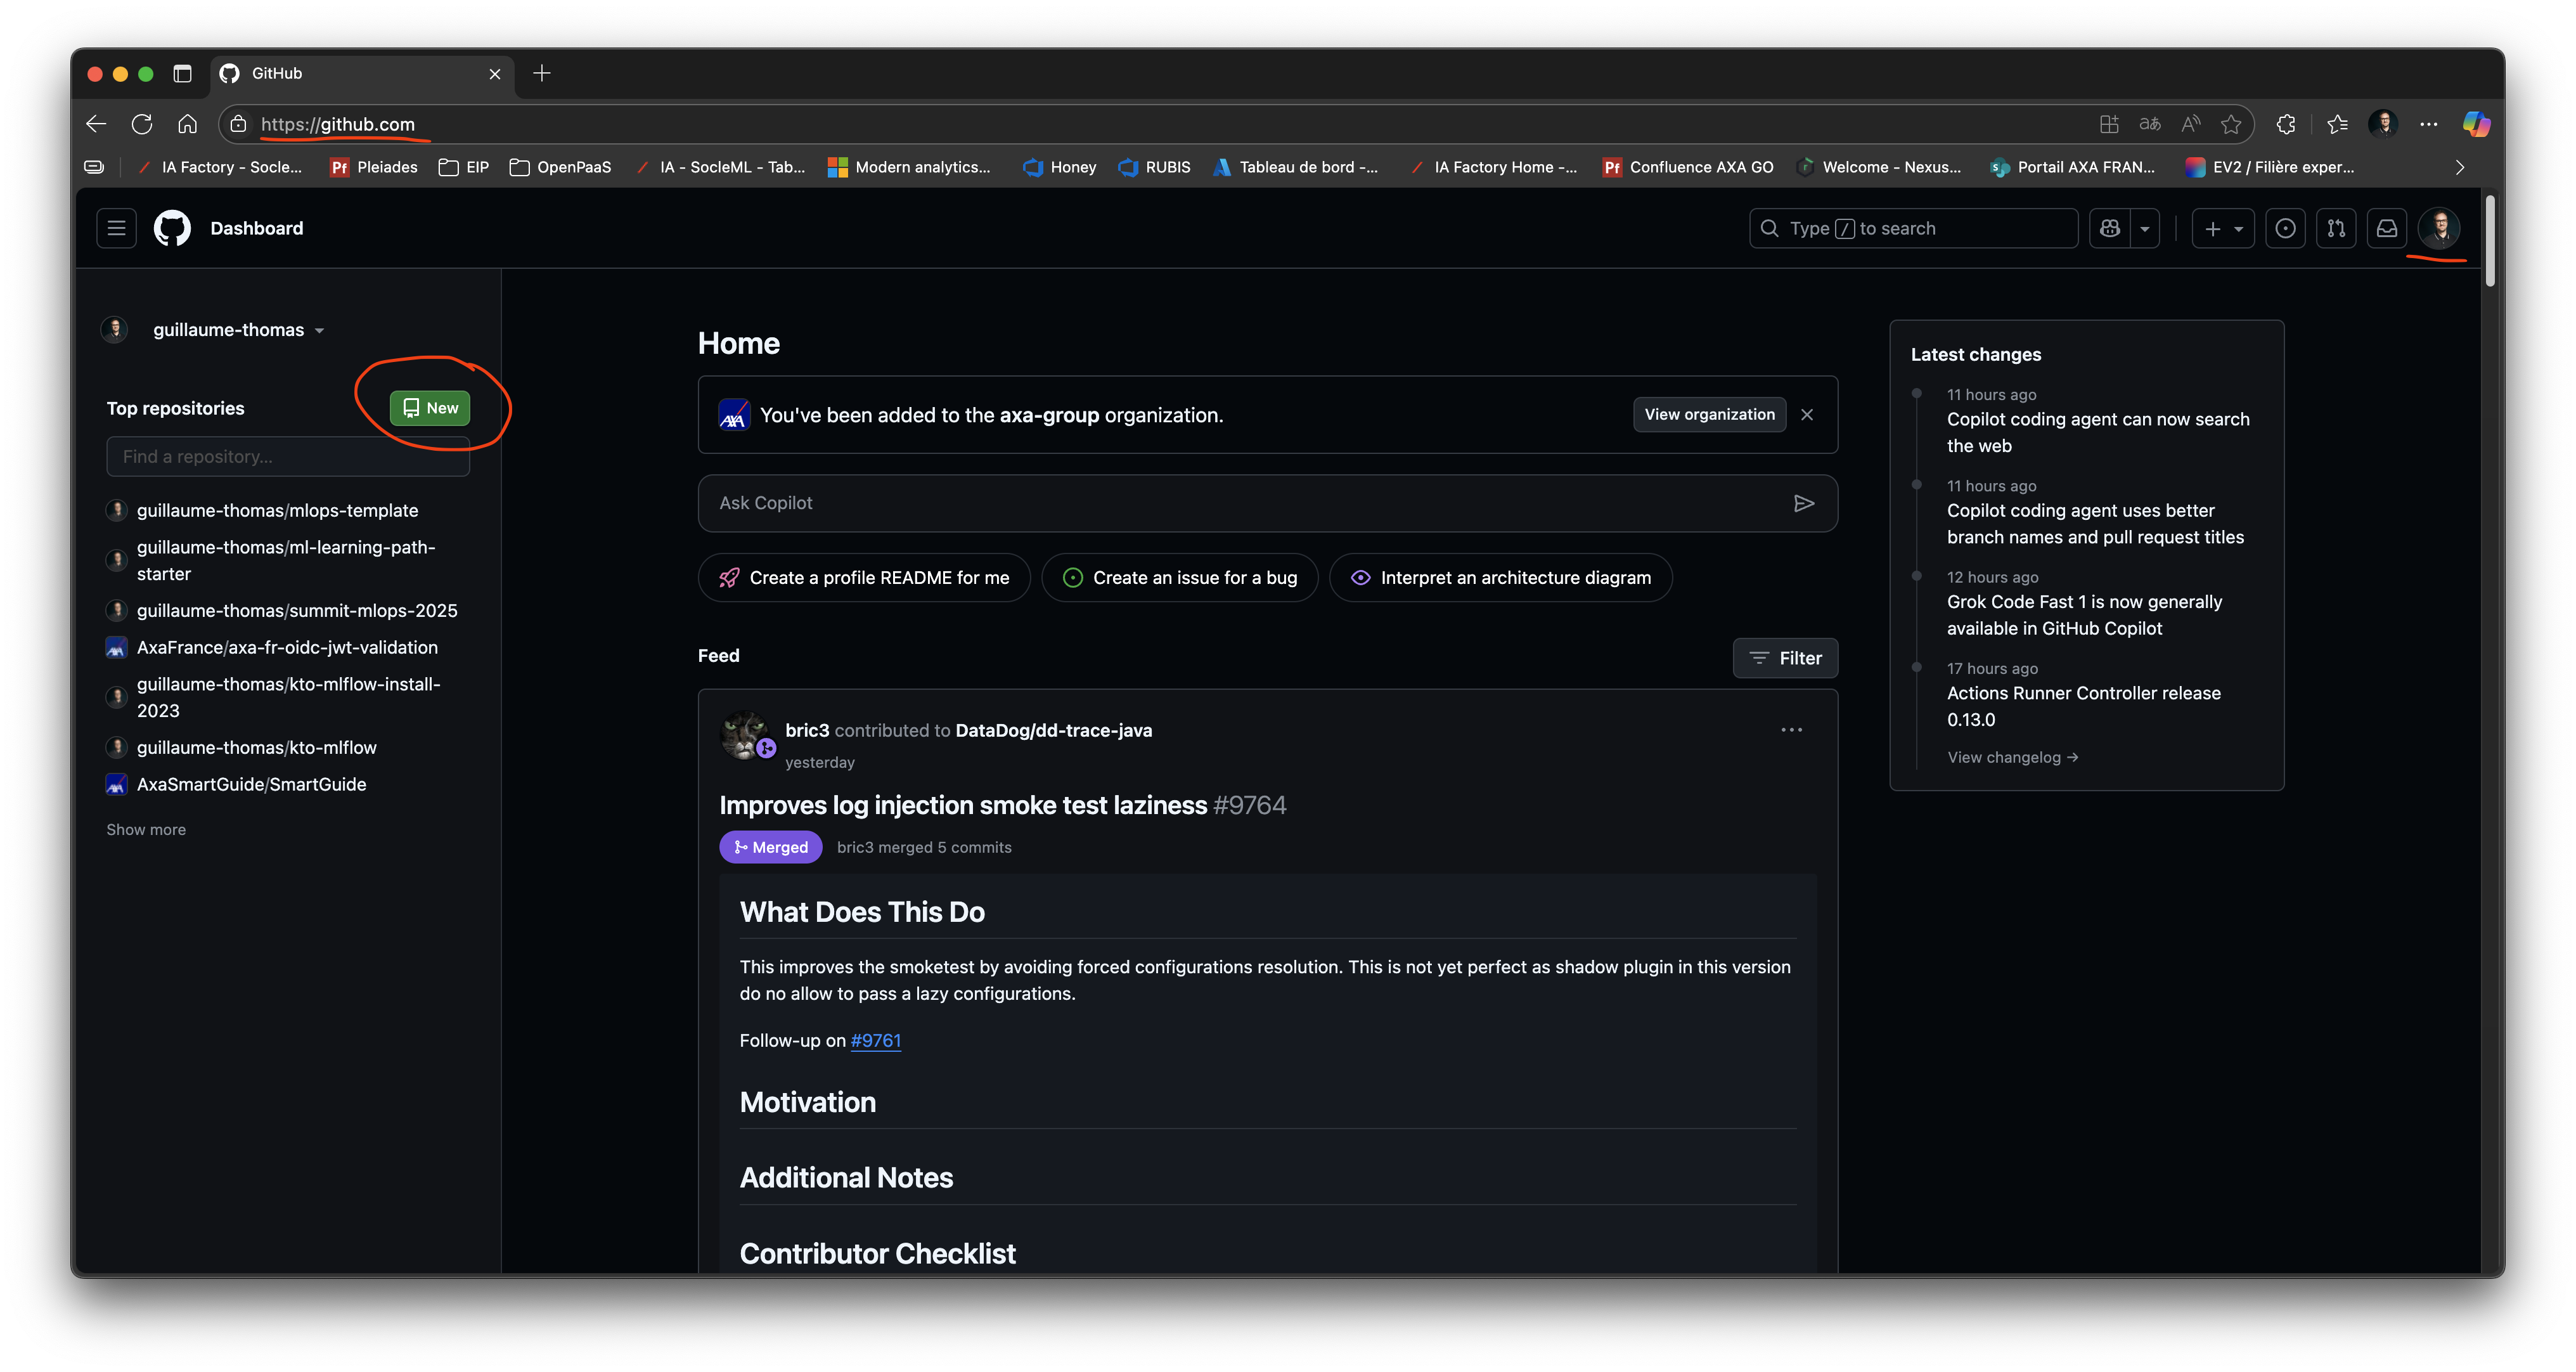 GitHub
https://github.com
IA Factory - Socle...
Pleiades
EIP
OpenPaaS
IA - SocleML - Tab...
Modern analytics...
Honey
RUBIS
Tableau de bord -...
IA Factory Home -...
Confluence AXA GO
Welcome - Nexus...
Portail AXA FRAN...
EV2 / Filière exper...
Dashboard
Type / to search
guillaume-thomas
Top repositories
New
Find a repository...
guillaume-thomas/mlops-template
guillaume-thomas/ml-learning-path-
starter
guillaume-thomas/summit-mlops-2025
AxaFrance/axa-fr-oidc-jwt-validation
guillaume-thomas/kto-mlflow-install-
2023
guillaume-thomas/kto-mlflow
AxaSmartGuide/SmartGuide
Show more
Home
AXA You've been added to the axa-group organization.
View organization
Ask Copilot
Create a profile README for me
Create an issue for a bug
Interpret an architecture diagram
Feed
Filter
bric3 contributed to DataDog/dd-trace-java
yesterday
Improves log injection smoke test laziness #9764
Merged
bric3 merged 5 commits
What Does This Do
This improves the smoketest by avoiding forced configurations resolution. This is not yet perfect as shadow plugin in this version
do no allow to pass a lazy configurations.
Follow-up on #9761
Motivation
Additional Notes
Contributor Checklist
Latest changes
11 hours ago
Copilot coding agent can now search
the web
11 hours ago
Copilot coding agent uses better
branch names and pull request titles
12 hours ago
Grok Code Fast 1 is now generally
available in GitHub Copilot
17 hours ago
Actions Runner Controller release
0.13.0
View changelog →